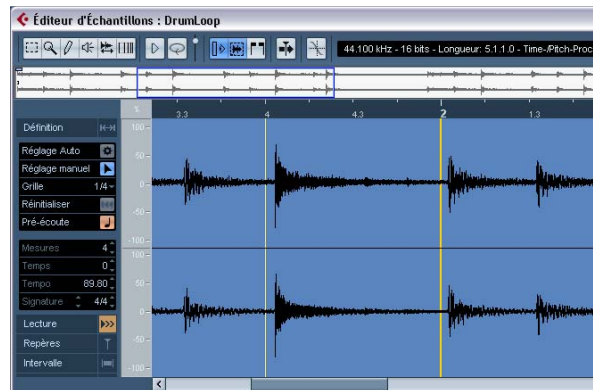 Éditeur d'Échantillons : DrumLoop
44.100 kHz - 16 bits - Longueur: 5.1.1.0 - Time-/Pitch-Proc
% 3.3 4 4.3 2 1.3
Définition
Réglage Auto
Réglage manuel
Grille 1/4
Réinitialiser
Pré-écoute
Mesures 4
Temps 0
Tempo 89.80
Signature 4/4
Lecture
Repères
Intervalle
100
50
0
-50
-100
100
50
0
-50
-100